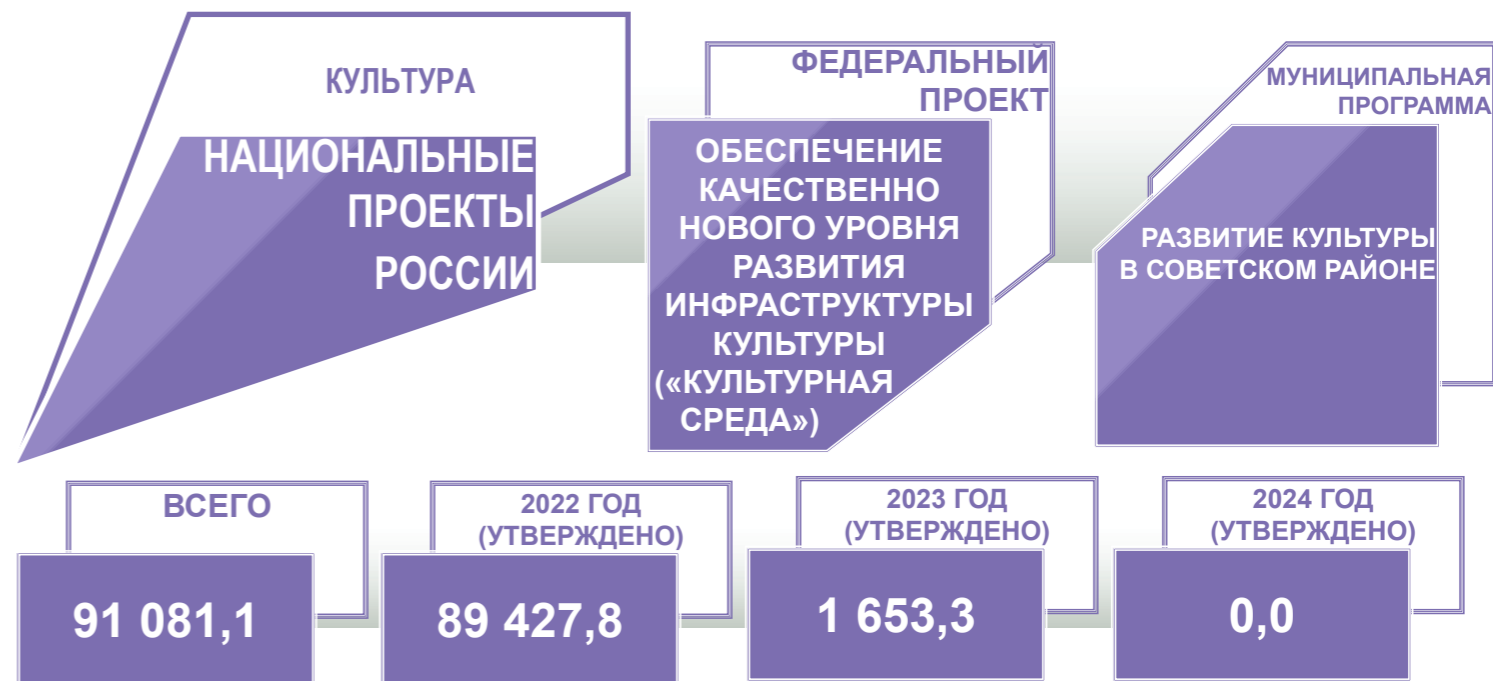 КУЛЬТУРА
НАЦИОНАЛЬНЫЕ
ПРОЕКТЫ
РОССИИ
ФЕДЕРАЛЬНЫЙ
ПРОЕКТ
ОБЕСПЕЧЕНИЕ
КАЧЕСТВЕННО
НОВОГО УРОВНЯ
РАЗВИТИЯ
ИНФРАСТРУКТУРЫ
КУЛЬТУРЫ
(«КУЛЬТУРНАЯ
СРЕДА»)
МУНИЦИПАЛЬНАЯ
ПРОГРАММА
РАЗВИТИЕ КУЛЬТУРЫ
В СОВЕТСКОМ РАЙОНЕ
ВСЕГО
91 081,1
2022 ГОД
(УТВЕРЖДЕНО)
89 427,8
2023 ГОД
(УТВЕРЖДЕНО)
1 653,3
2024 ГОД
(УТВЕРЖДЕНО)
0,0